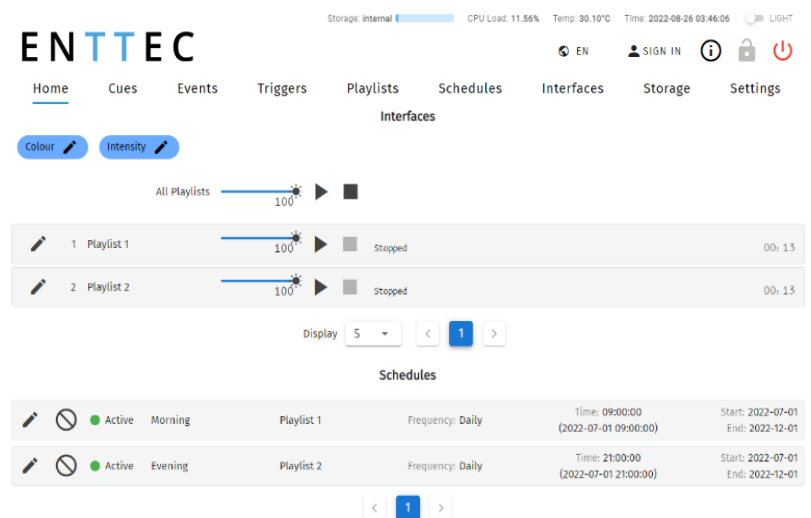 Storage: internal CPU Load: 11.56% Temp: 30.10°C Time: 2022-08-26 03:46:06 LIGHT
ENTTEC
EN SIGN IN
Home Cues Events Triggers Playlists Schedules Interfaces Storage Settings
Interfaces
Colour Intensity
All Playlists 100
1 Playlist 1 100 Stopped 00:13
2 Playlist 2 100 Stopped 00:13
Display 5 < 1 >
Schedules
Active Morning Playlist 1 Frequency: Daily Time: 09:00:00 Start: 2022-07-01
(2022-07-01 09:00:00) End: 2022-12-01
Active Evening Playlist 2 Frequency: Daily Time: 21:00:00 Start: 2022-07-01
(2022-07-01 21:00:00) End: 2022-12-01
< 1 >